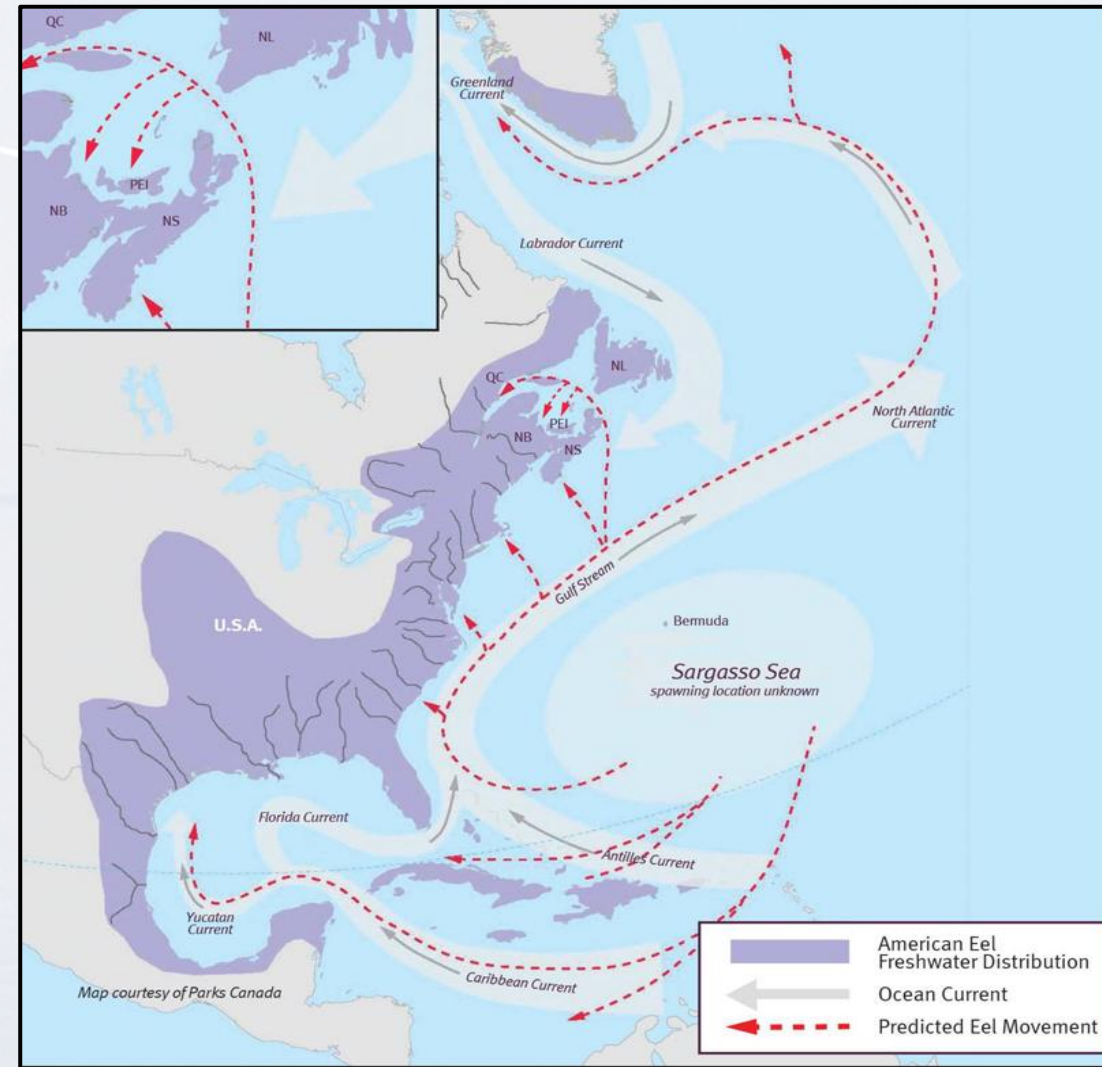 QC
NL
PEI
NB
NS
Greenland
Current
Labrador Current
QC
NL
PEI
NB
NS
North Atlantic
Current
Gulf Stream
U.S.A.
Bermuda
Sargasso Sea
spawning location unknown
Florida Current
Antilles Current
Yucatan
Current
Caribbean Current
Map courtesy of Parks Canada
American Eel
Freshwater Distribution
Ocean Current
Predicted Eel Movement